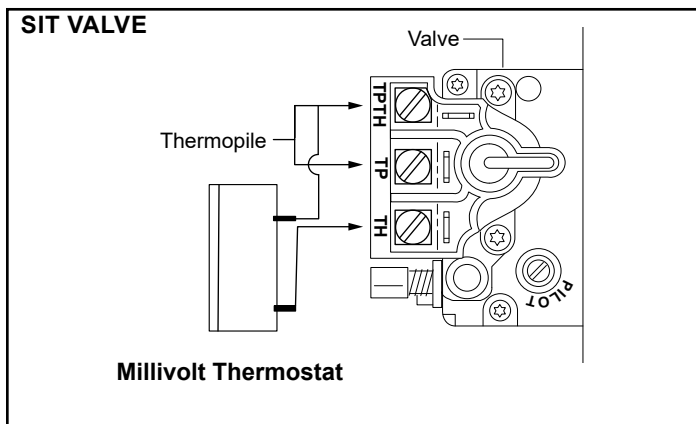 SIT VALVE
Valve
TPTH
Thermopile
TP
TH
PILOT
Millivolt Thermostat